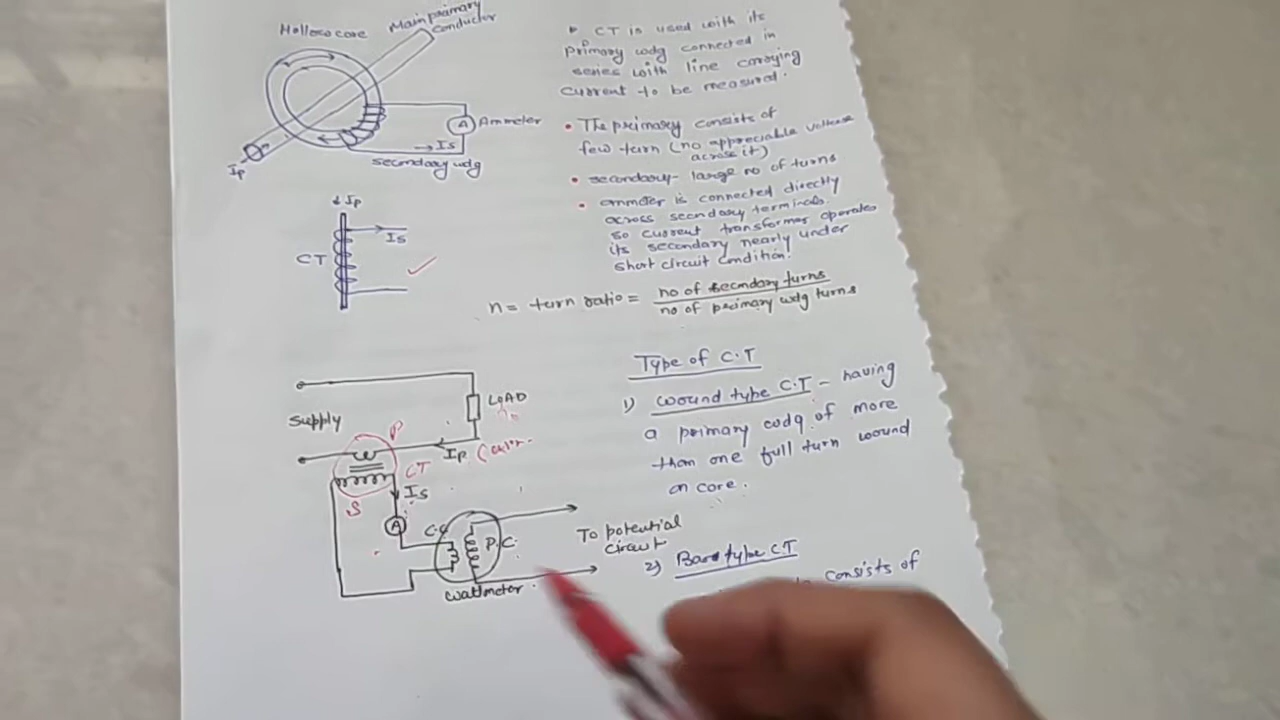 Hollow core
Main primary
conductor
A
Ammeter
Is
secondary wdg
Ip
Ip
Is
CT
CT is used with its
primary wdg connected in
series with line carrying
current to be measured.
• The primary consists of
few turn (no appreciable voltage
across it)
• secondary- large no of turns
• ammeter is connected directly
across secondary terminals.
so current transformer operates
its secondary nearly under
short circuit condition.
n = turn ratio = no of secondary turns
no of primary wdg turns
LOAD
Supply
P
Ip
CT
S
Is
A
C.C
P.C.
wattmeter.
To potential
circuit
Type of C.T
1) wound type C.T - having
a primary wdg of more
than one full turn wound
on core.
2) Bar type CT
consists of